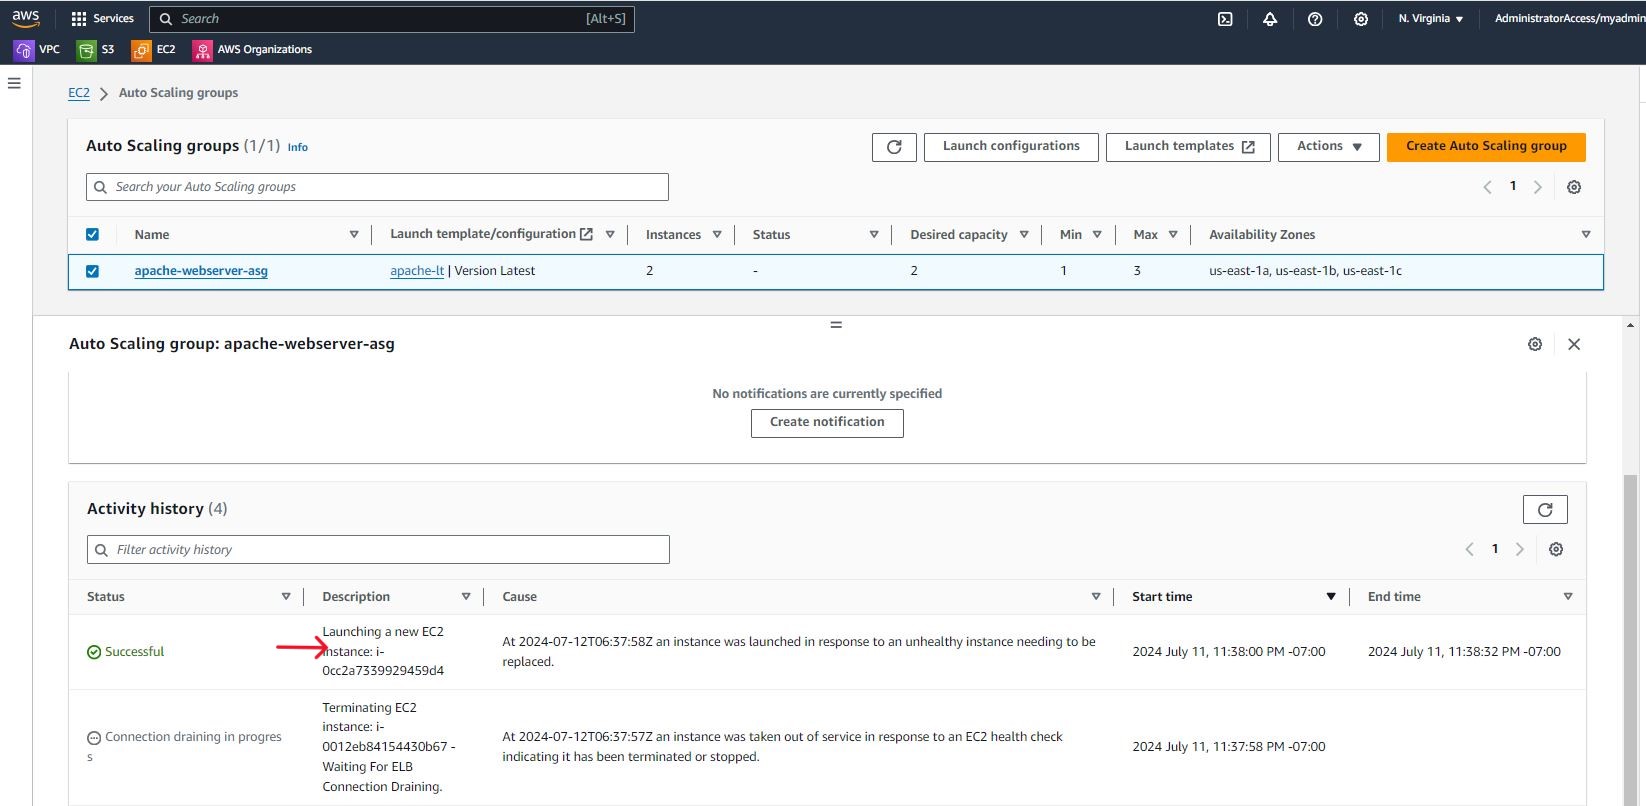 aws
Services
Search
[Alt+S]
N. Virginia
AdministratorAccess/myadmin
VPC
S3
EC2
AWS Organizations
EC2
Auto Scaling groups
Auto Scaling groups (1/1) Info
Launch configurations
Launch templates
Actions
Create Auto Scaling group
Search your Auto Scaling groups
1
Name
Launch template/configuration
Instances
Status
Desired capacity
Min
Max
Availability Zones
apache-webserver-asg
apache-lt | Version Latest
2
-
2
1
3
us-east-1a, us-east-1b, us-east-1c
Auto Scaling group: apache-webserver-asg
No notifications are currently specified
Create notification
Activity history (4)
Filter activity history
1
Status
Description
Cause
Start time
End time
Successful
Launching a new EC2
instance: i-
0cc2a7339929459d4
At 2024-07-12T06:37:58Z an instance was launched in response to an unhealthy instance needing to be
replaced.
2024 July 11, 11:38:00 PM -07:00
2024 July 11, 11:38:32 PM -07:00
Connection draining in progres
s
Terminating EC2
instance: i-
0012eb84154430b67 -
Waiting For ELB
Connection Draining.
At 2024-07-12T06:37:57Z an instance was taken out of service in response to an EC2 health check
indicating it has been terminated or stopped.
2024 July 11, 11:37:58 PM -07:00